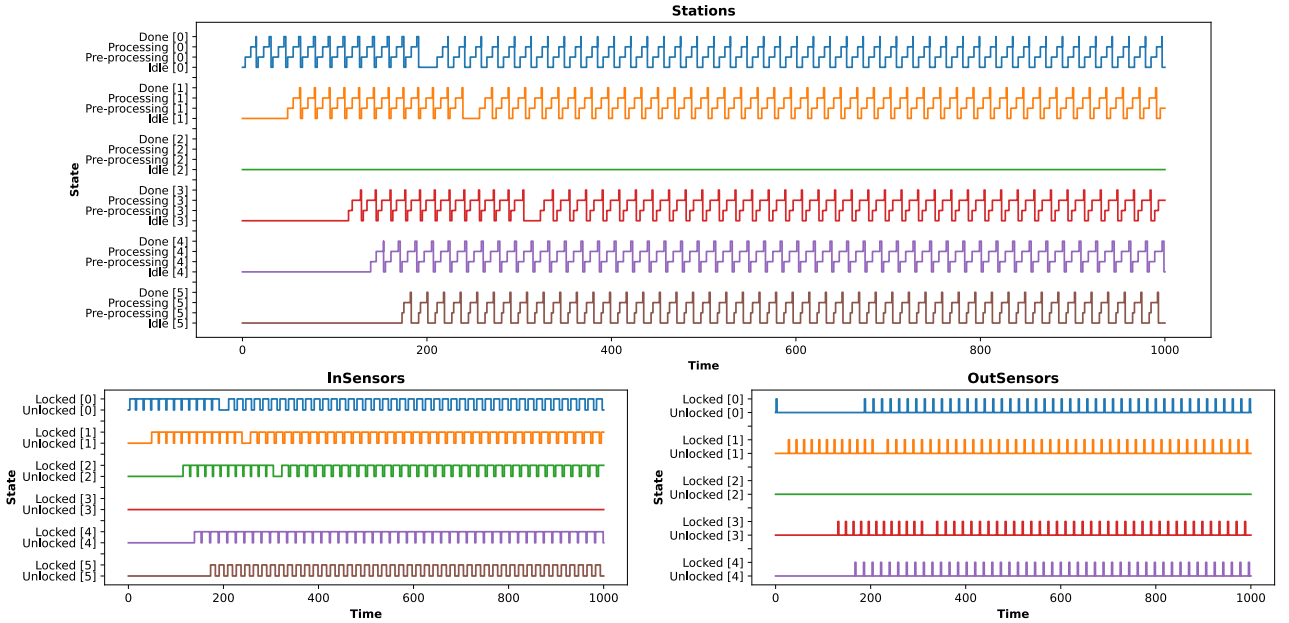 Stations
Done [0]
Processing [0]
Pre-processing [0]
Idle [0]
Done [1]
Processing [1]
Pre-processing [1]
Idle [1]
Done [2]
Processing [2]
Pre-processing [2]
Idle [2]
Done [3]
Processing [3]
Pre-processing [3]
Idle [3]
Done [4]
Processing [4]
Pre-processing [4]
Idle [4]
Done [5]
Processing [5]
Pre-processing [5]
Idle [5]
State
0 200 400 600 800 1000
Time
InSensors
Locked [0]
Unlocked [0]
Locked [1]
Unlocked [1]
Locked [2]
Unlocked [2]
Locked [3]
Unlocked [3]
Locked [4]
Unlocked [4]
Locked [5]
Unlocked [5]
State
0 200 400 600 800 1000
Time
OutSensors
Locked [0]
Unlocked [0]
Locked [1]
Unlocked [1]
Locked [2]
Unlocked [2]
Locked [3]
Unlocked [3]
Locked [4]
Unlocked [4]
State
0 200 400 600 800 1000
Time